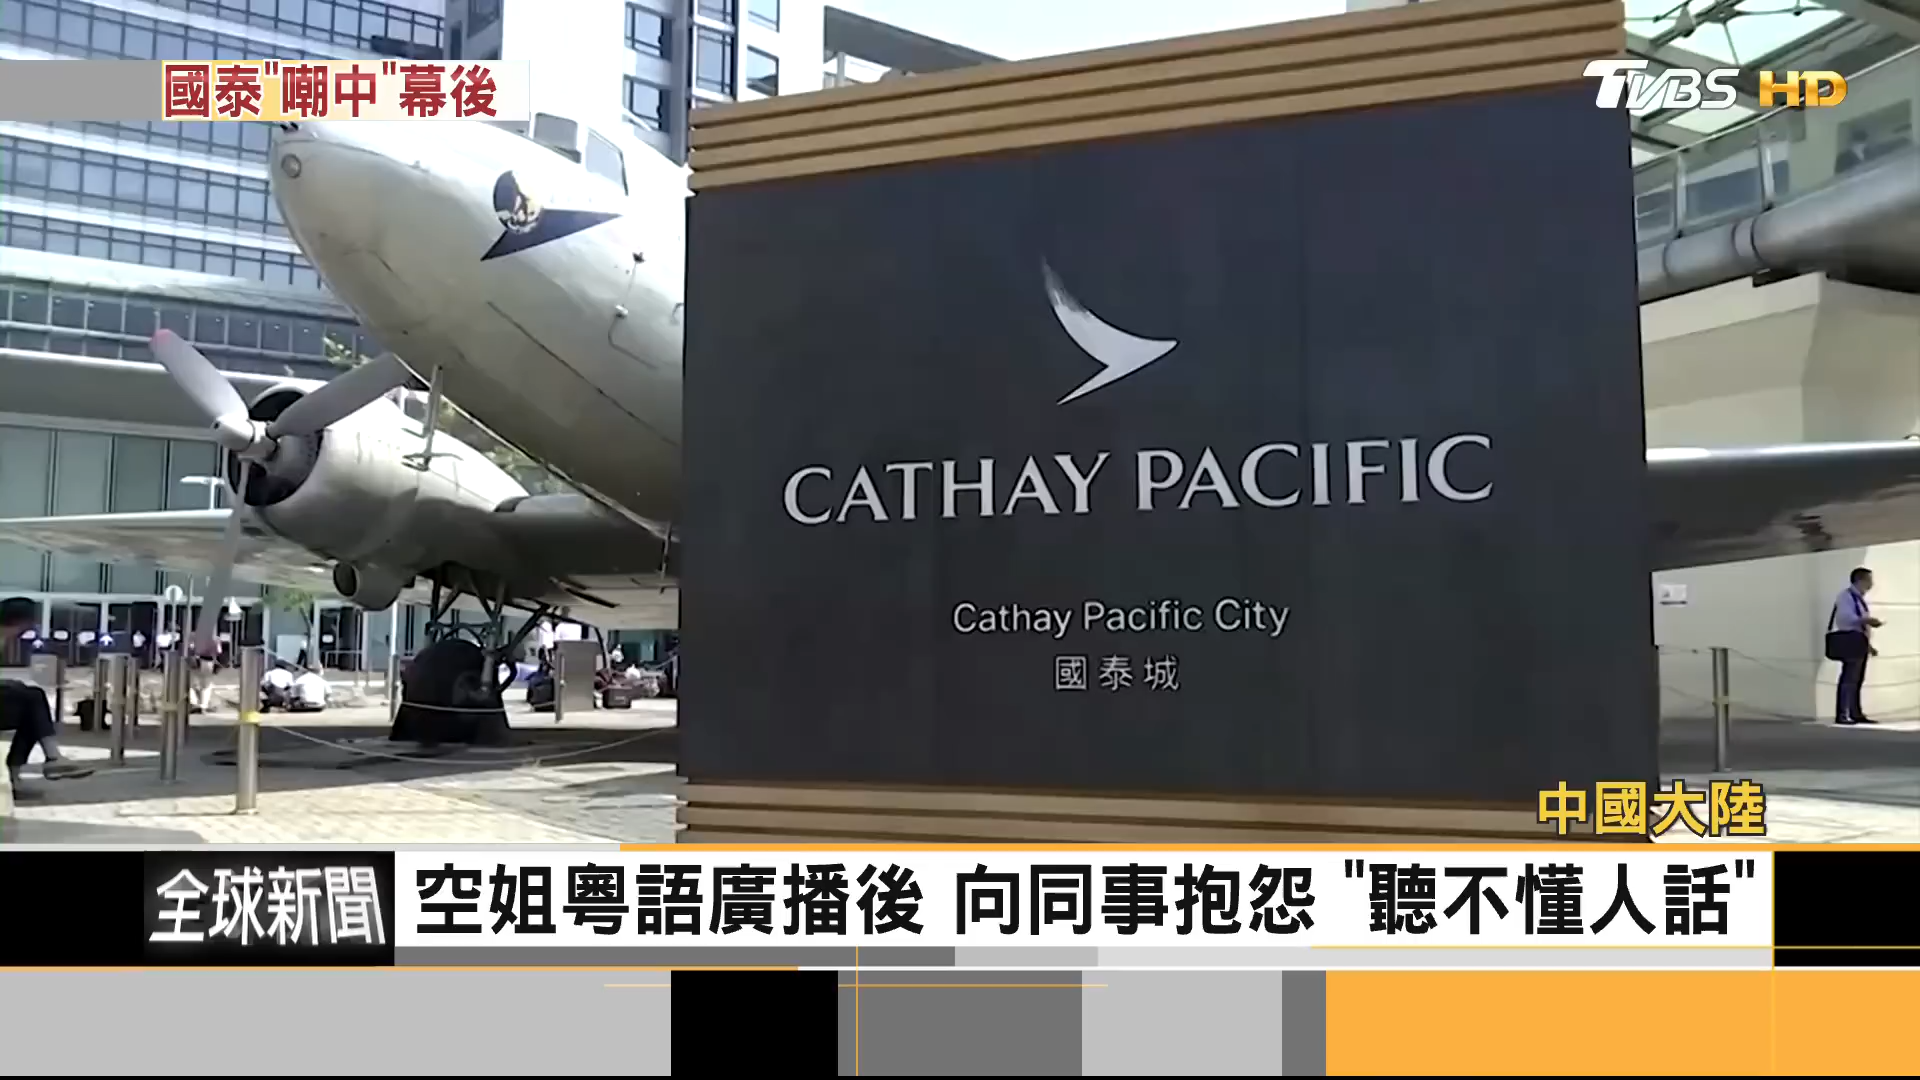 國泰"嘲中"幕後
TVBS HD
CATHAY PACIFIC
Cathay Pacific City
國泰城
中國大陸
全球新聞
空姐粵語廣播後 向同事抱怨 "聽不懂人話"